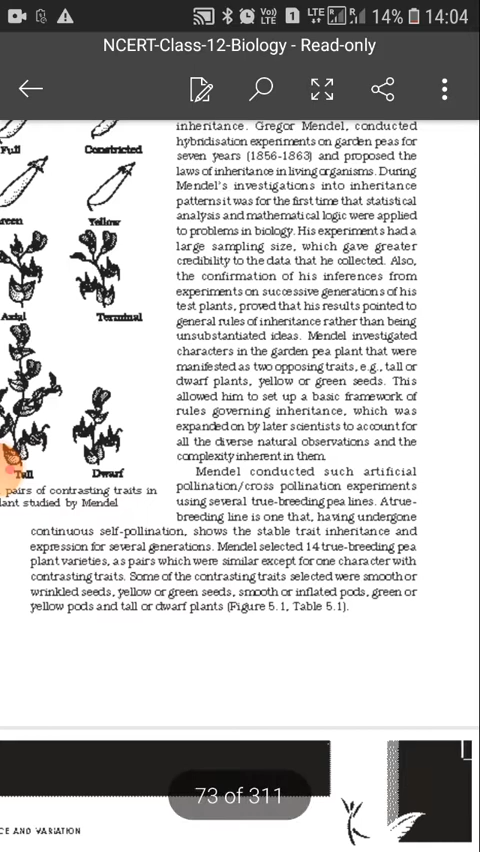 14% 14:04
NCERT-Class-12-Biology - Read-only
Full
Constricted
Yellow
Axial
Terminal
Tall
Dwarf
pairs of contrasting traits in
studied by Mendel
inheritance. Gregor Mendel, conducted
hybridisation experiments on garden peas for
seven years (1856-1863) and proposed the
laws of inheritance in living organisms. During
Mendel's investigations into inheritance
patterns it was for the first time that statistical
analysis and mathematical logic were applied
to problems in biology. His experiments had a
large sampling size, which gave greater
credibility to the data that he collected. Also,
the confirmation of his inferences from
experiments on successive generations of his
test plants, proved that his results pointed to
general rules of inheritance rather than being
unsubstantiated ideas. Mendel investigated
characters in the garden pea plant that were
manifested as two opposing traits, e.g., tall or
dwarf plants, yellow or green seeds. This
allowed him to set up a basic framework of
rules governing inheritance, which was
expanded on by later scientists to account for
all the diverse natural observations and the
complexity inherent in them.
Mendel conducted such artificial
pollination/cross pollination experiments
using several true-breeding pea lines. A true-
breeding line is one that, having undergone
continuous self-pollination, shows the stable trait inheritance and
expression for several generations. Mendel selected 14 true-breeding pea
plant varieties, as pairs which were similar except for one character with
contrasting traits. Some of the contrasting traits selected were smooth or
wrinkled seeds, yellow or green seeds, smooth or inflated pods, green or
yellow pods and tall or dwarf plants (Figure 5.1, Table 5.1).
73 of 311
CE AND VARIATION